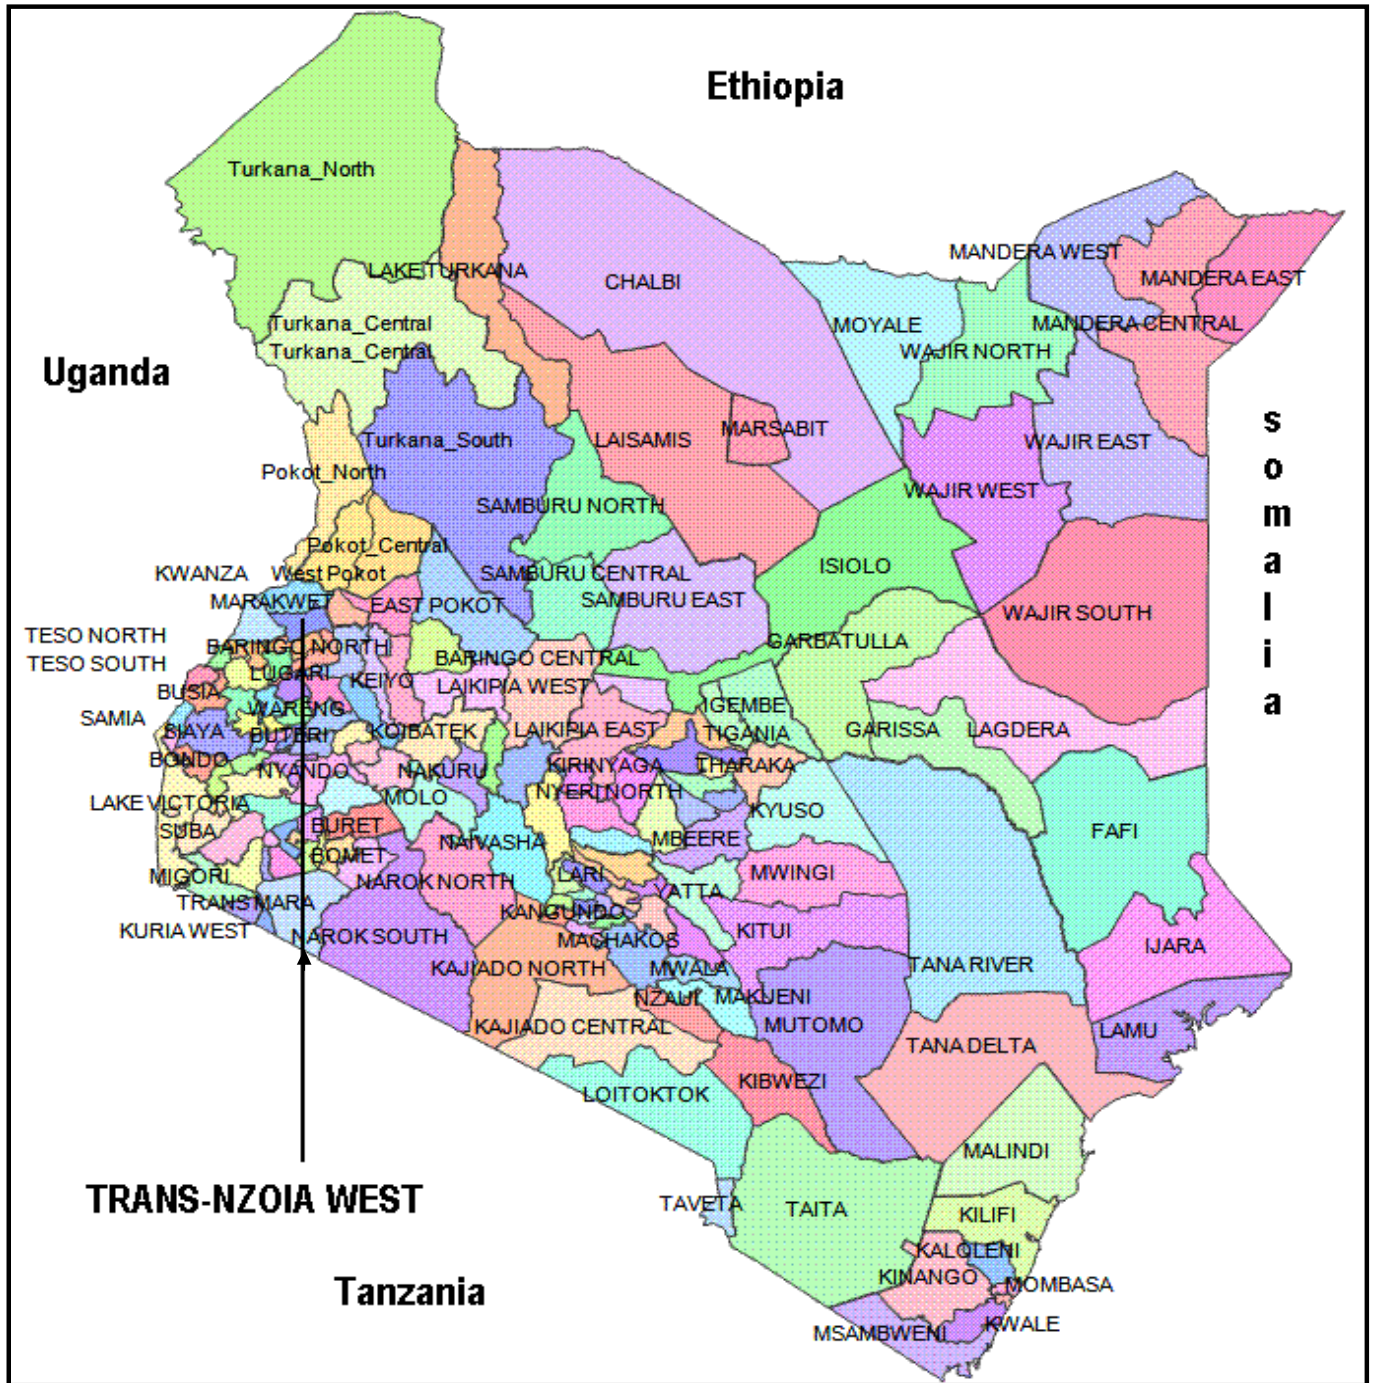 Ethiopia
Turkana_North
MANDERA WEST
LAKE TURKANA
CHALBI
MANDERA EAST
Turkana_Central
MOYALE
MANDERA CENTRAL
Turkana_Central
WAJIR NORTH
Uganda
somalia
Turkana_South
LAISAMIS
MARSABIT
WAJIR EAST
Pokot_North
WAJIR WEST
SAMBURU NORTH
Pokot_Central
ISIOLO
KWANZA
West Pokot
SAMBURU CENTRAL
MARAKWET
EAST POKOT
SAMBURU EAST
WAJIR SOUTH
TESO NORTH
BARINGO NORTH
GARBATULLA
TESO SOUTH
LUGARI
BARINGO CENTRAL
BUSIA
KEIYO
LAIKIPIA WEST
IGEMBE
SAMIA
WARENG
SIAYA
BUTERI
KOIBATEK
LAIKIPIA EAST
TIGANIA
GARISSA
LAGDERA
BONDO
NYANDO
NAKURU
KIRINYAGA
THARAKA
LAKE VICTORIA
MOLO
NYERI NORTH
KYUSO
SUBA
BURET
NAIVASHA
MBEERE
FAFI
BOMET
MIGORI
NAROK NORTH
LARI
YATTA
MWINGI
TRANS MARA
KANGUNDO
KURIA WEST
NAROK SOUTH
MACHAKOS
KITUI
IJARA
KAJIADO NORTH
MWALA
TANA RIVER
NZAUI
MAKUENI
KAJIADO CENTRAL
MUTOMO
TANA DELTA
LAMU
LOITOKTOK
KIBWEZI
MALINDI
TRANS-NZOIA WEST
TAVETA
TAITA
KILIFI
KALOLENI
Tanzania
KINANGO
MOMBASA
MSAMBWENI
KWALE